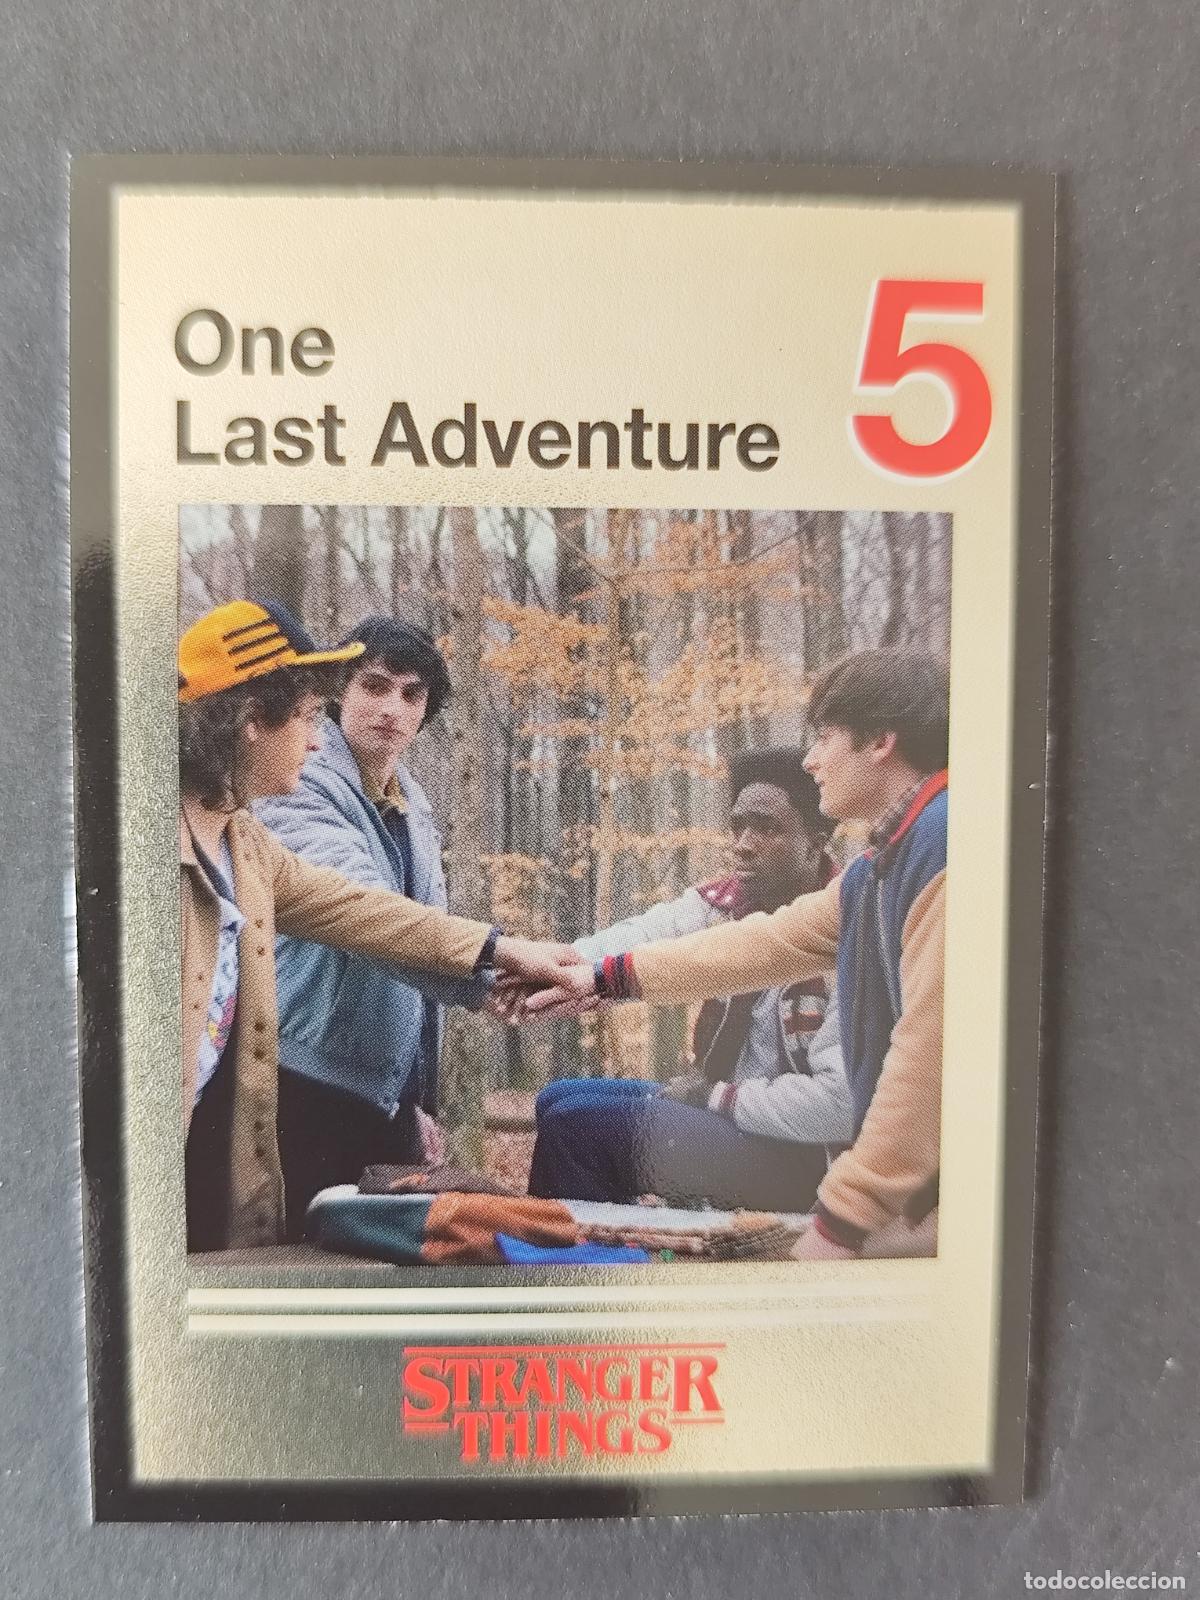 One
Last Adventure
5
STRANGER
THINGS
todocoleccion